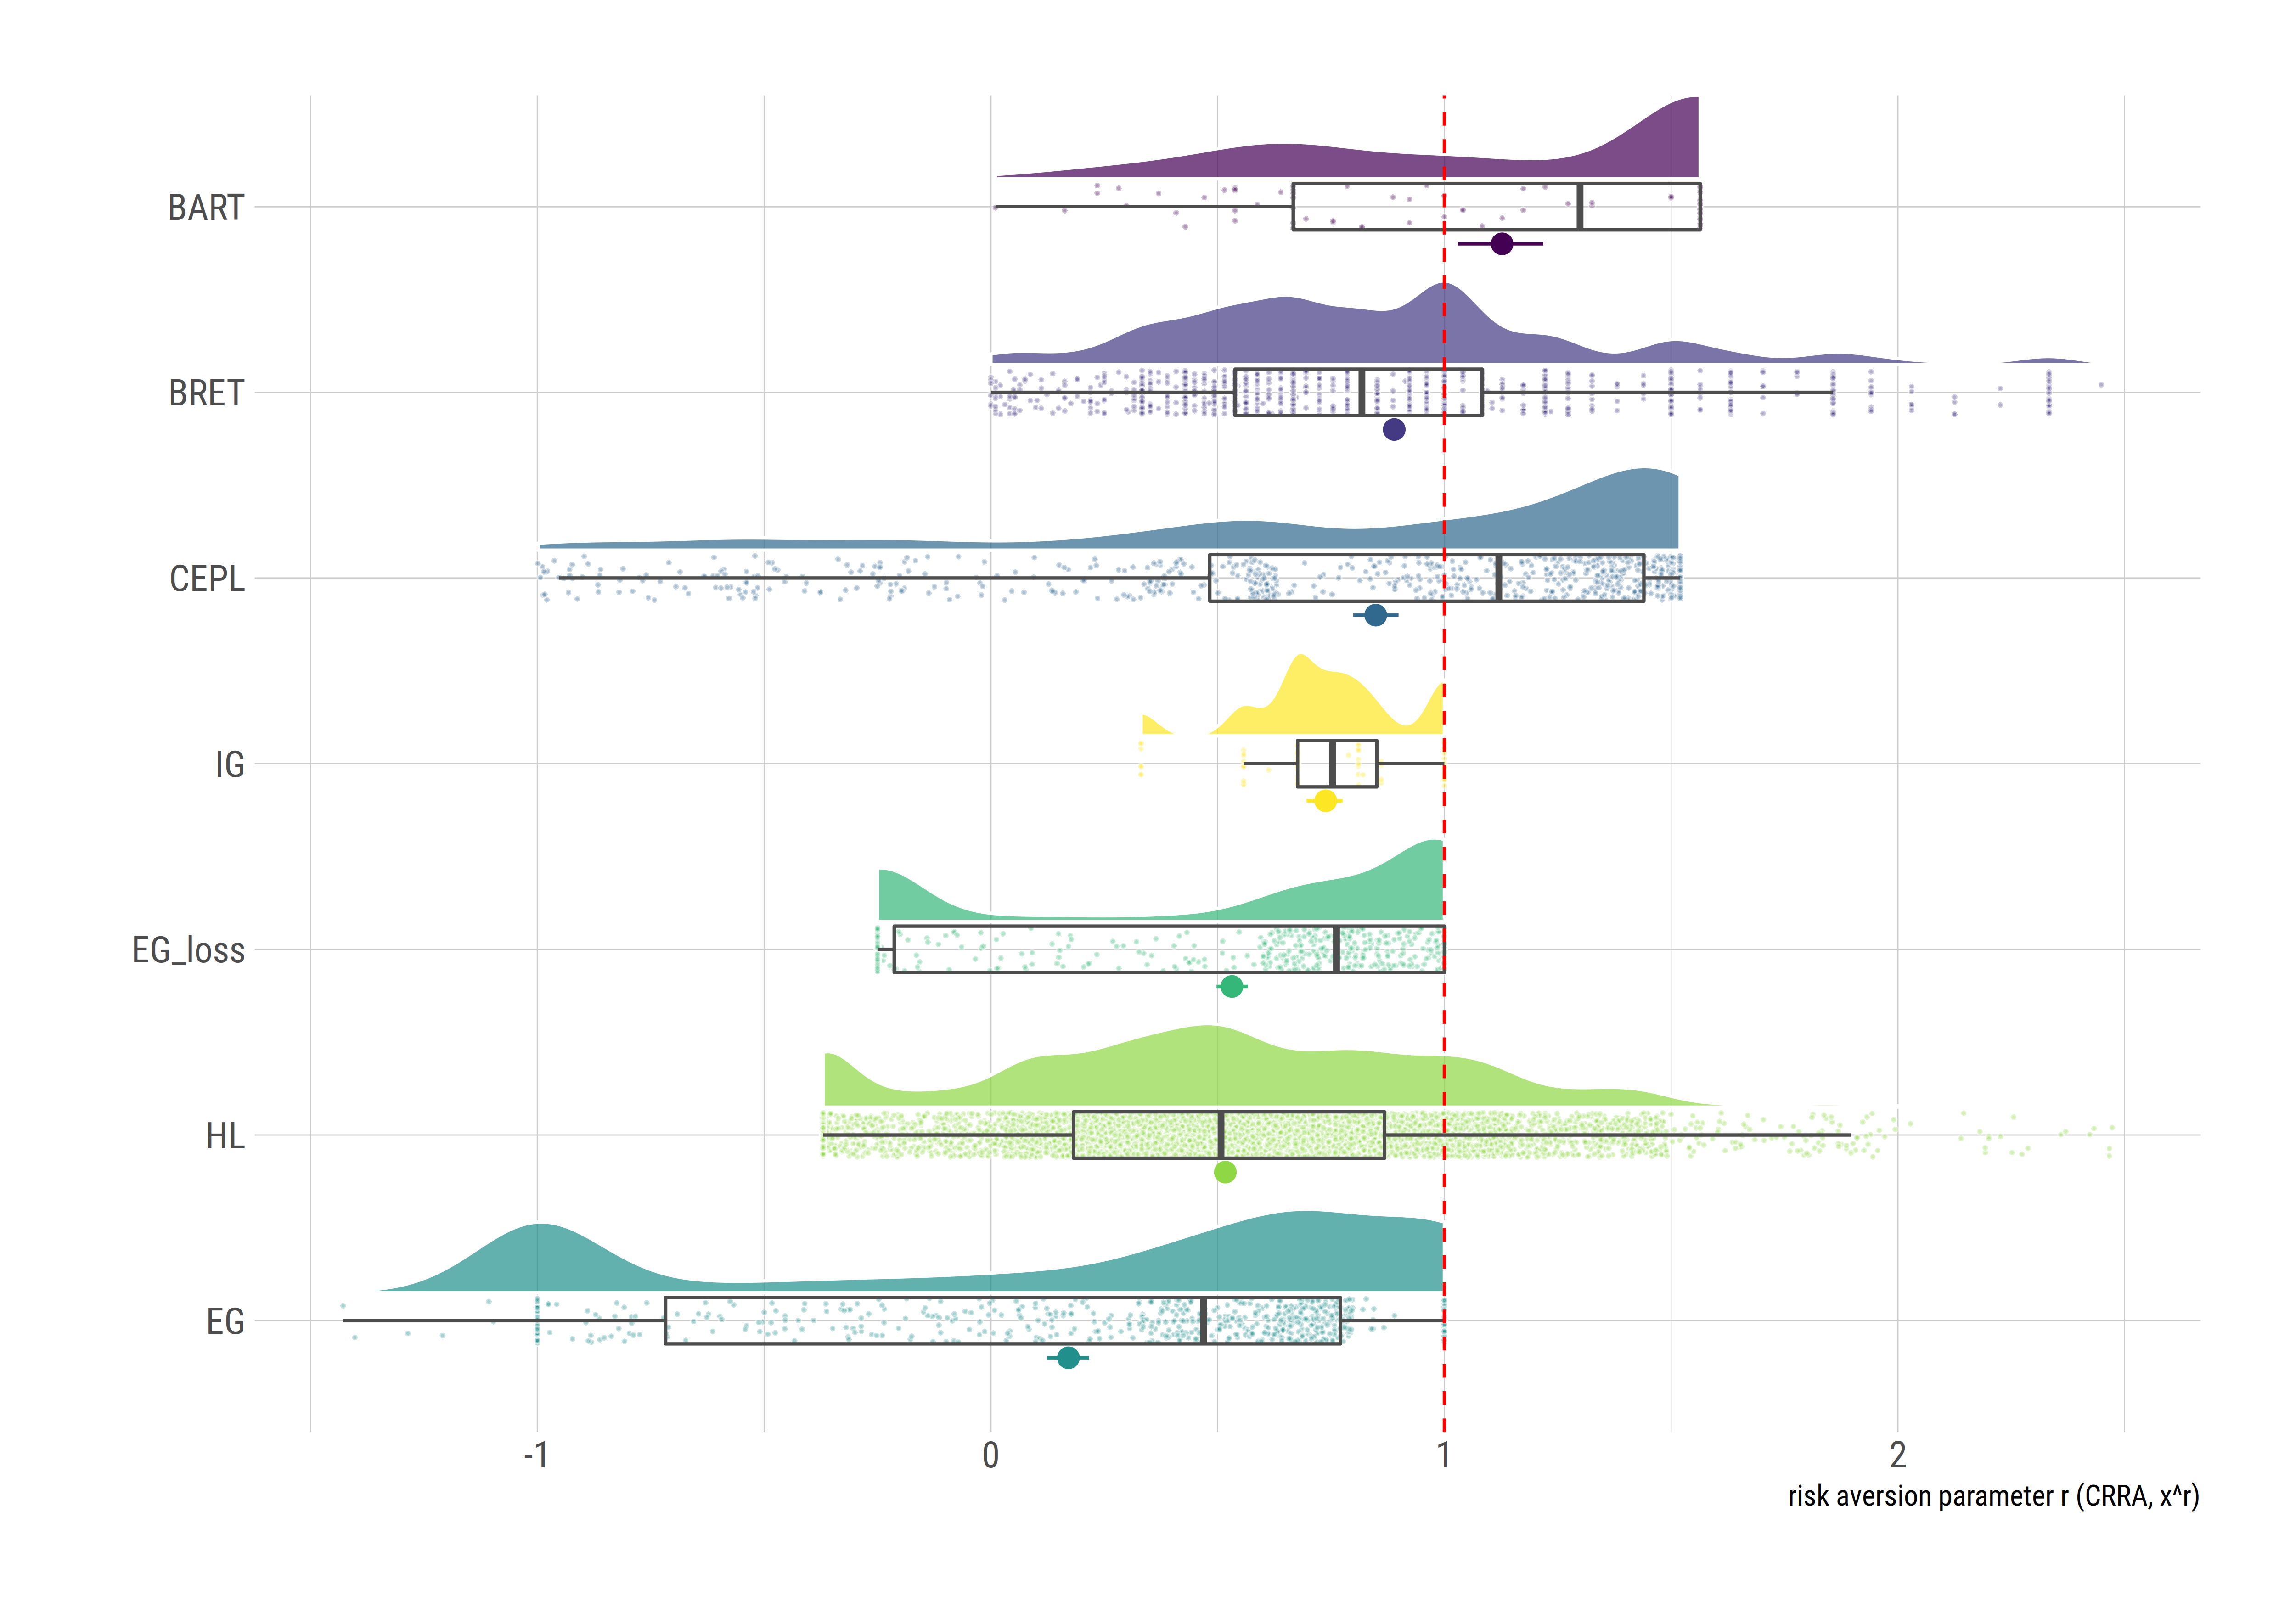 BART
BRET
CEPL
IG
EG_loss
HL
EG
-1 0 1 2
risk aversion parameter r (CRRA, x^r)